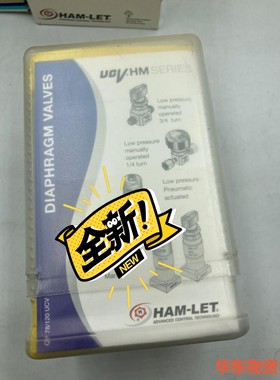 HAM-LET
UCV HM SERIES
DIAPHRAGM VALVES
Low pressure
manually
operated
3/4 turn
Low pressure
manually
operated
1/4 turn
Low pressure
Pneumatic
actuated
全新!
NEW
HAM-LET
ADVANCED CONTROL TECHNOLOGY